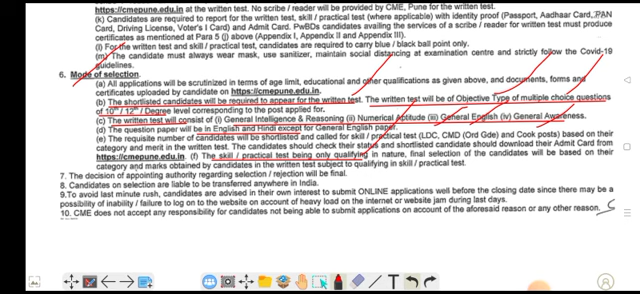 https://cmepune.edu.in at the written test. No scribe / reader will be provided by CME, Pune for the written test.
(k) Candidates are required to report for the written test, skill / practical test (where applicable) with identity proof (Passport, Aadhaar Card, PAN
Card, Driving License, Voter's I Card) and Admit Card. PwBDs candidates availing the services of a scribe / reader for written test must produce
certificates as mentioned at Para 5 (i) above (Appendix I, Appendix II and Appendix III).
(l) For the written test and skill / practical test, candidates are required to carry blue / black ball point only.
(m) The candidate must always wear mask, use sanitizer, maintain social distancing at examination centre and strictly follow the Covid-19
guidelines.
6. Mode of selection.
(a) All applications will be scrutinized in terms of age limit, educational and other qualifications as given above, and documents, forms and
certificates uploaded by candidate on https://cmepune.edu.in.
(b) The shortlisted candidates will be required to appear for the written test. The written test will be of Objective Type of multiple choice questions
of 10th / 12th / Degree level corresponding to the post applied for.
(c) The written test will consist of (i) General Intelligence & Reasoning (ii) Numerical Aptitude (iii) General English (iv) General Awareness.
(d) The question paper will be in English and Hindi except for General English paper.
(e) The requisite number of candidates will be shortlisted and called for skill / practical test (LDC, CMD (Ord Gde) and Cook posts) based on their
category and merit in the written test. The candidates should check their status and shortlisted candidate should download their Admit Card from
https://cmepune.edu.in. (f) The skill / practical test being only qualifying in nature, final selection of the candidates will be based on their
category and marks obtained by candidates in the written test subject to qualifying in skill / practical test.
7. The decision of appointing authority regarding selection / rejection will be final.
8. Candidates on selection are liable to be transferred anywhere in India.
9.To avoid last minute rush, candidates are advised in their own interest to submit ONLINE applications well before the closing date since there may be a
possibility of inability / failure to log on to the website on account of heavy load on the internet or website jam during last days.
10. CME does not accept any responsibility for candidates not being able to submit applications on account of the aforesaid reason or any other reason.